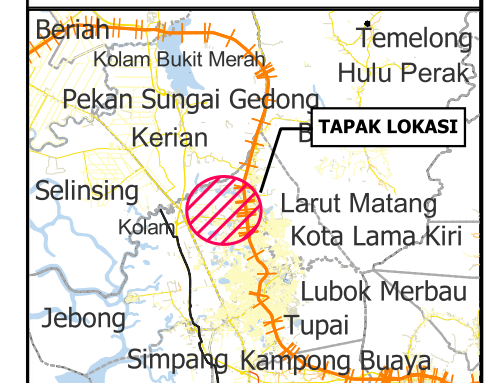 Beriah
Temelong
Kolam Bukit Merah
Hulu Perak
Pekan Sungai Gedong
TAPAK LOKASI
Kerian
Selinsing
Larut Matang
Kolam
Kota Lama Kiri
Lubok Merbau
Jebong
Tupai
Simpang
Kampong Buaya